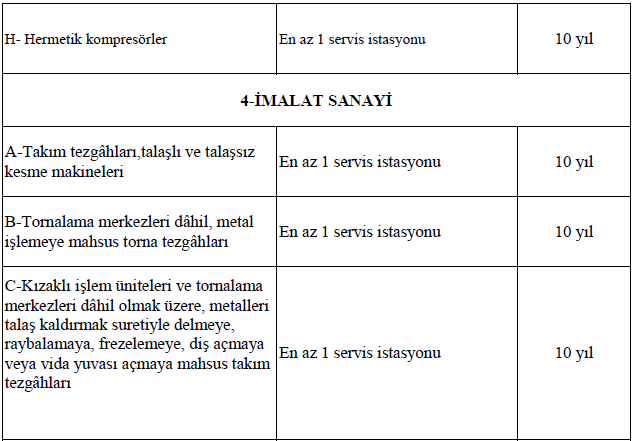 H- Hermetik kompresörler
En az 1 servis istasyonu
10 yıl
4-İMALAT SANAYİ
A-Takım tezgâhları,talaşlı ve talaşsız
kesme makineleri
En az 1 servis istasyonu
10 yıl
B-Tornalama merkezleri dâhil, metal
işlemeye mahsus torna tezgâhları
En az 1 servis istasyonu
10 yıl
C-Kızaklı işlem üniteleri ve tornalama
merkezleri dâhil olmak üzere, metalleri
talaş kaldırmak suretiyle delmeye,
raybalamaya, frezelemeye, diş açmaya
veya vida yuvası açmaya mahsus takım
tezgâhları
En az 1 servis istasyonu
10 yıl